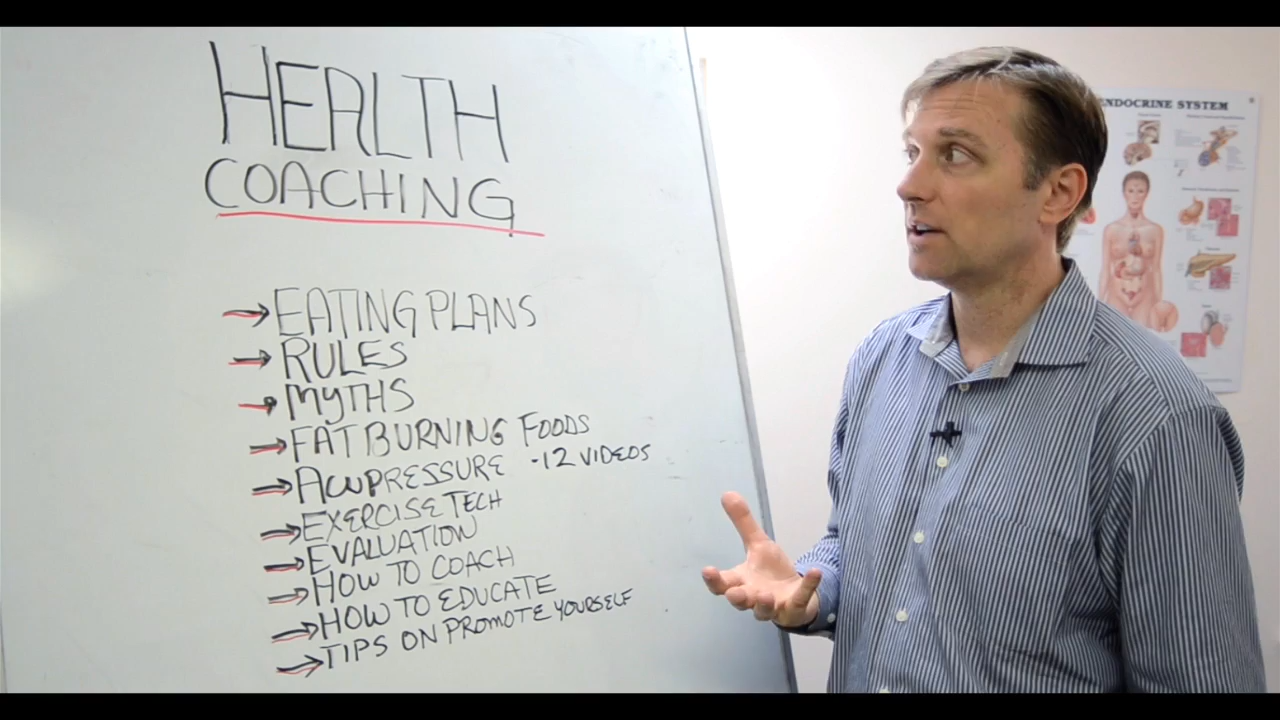 HEALTH
COACHING
→ EATING PLANS
→ RULES
→ MYTHS
→ FAT BURNING FOODS
→ ACUPRESSURE -12 VIDEOS
→ EXERCISE TECH
→ EVALUATION
→ HOW TO COACH
→ HOW TO EDUCATE
→ TIPS ON PROMOTE YOURSELF
ENDOCRINE SYSTEM